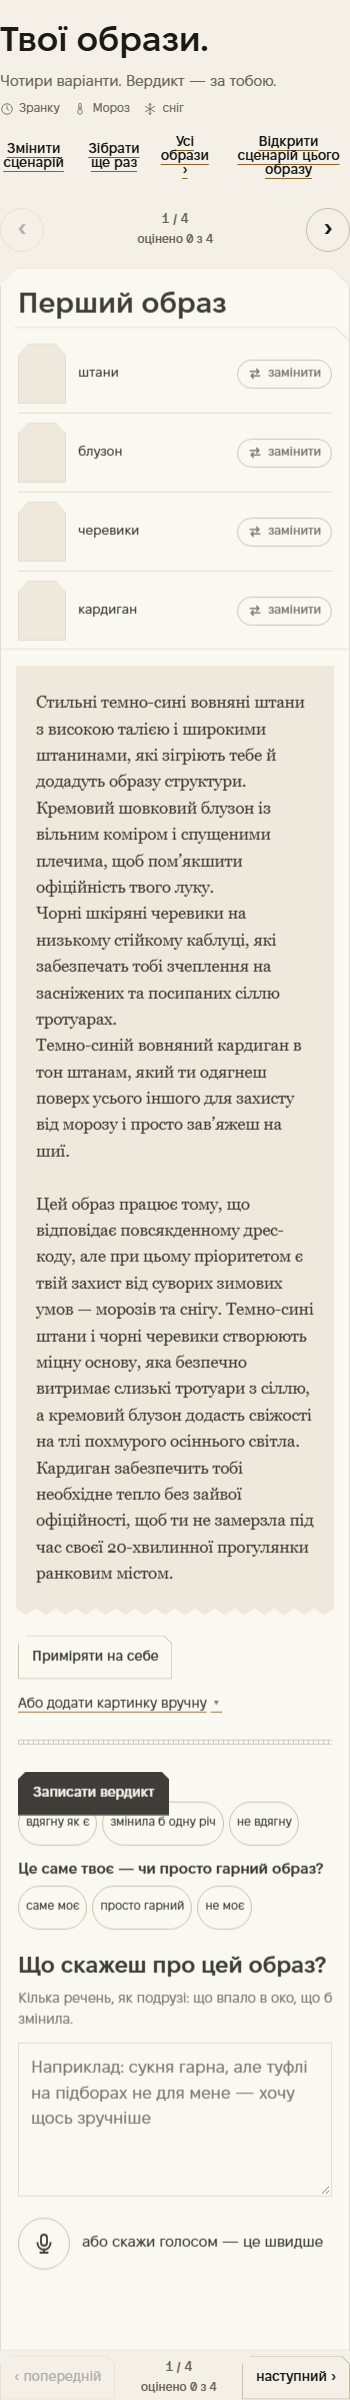 Твої образи.
Чотири варіанти. Вердикт — за тобою.
Зранку Мороз сніг
Змінити
сценарій
Зібрати
ще раз
Усі
образи
›
Відкрити
сценарій цього
образу
‹
1 / 4
оцінено 0 з 4
›
Перший образ
штани
замінити
блузон
замінити
черевики
замінити
кардиган
замінити
Стильні темно-сині вовняні штани
з високою талією і широкими
штанинами, які зігріють тебе й
додадуть образу структури.
Кремовий шовковий блузон із
вільним коміром і спущеними
плечима, щоб пом’якшити
офіційність твого луку.
Чорні шкіряні черевики на
низькому стійкому каблуці, які
забезпечать тобі зчеплення на
засніжених та посипаних сіллю
тротуарах.
Темно-синій вовняний кардиган в
тон штанам, який ти одягнеш
поверх усього іншого для захисту
від морозу і просто зав’яжеш на
шиї.
Цей образ працює тому, що
відповідає повсякденному дрес-
коду, але при цьому пріоритетом є
твій захист від суворих зимових
умов — морозів та снігу. Темно-сині
штани і чорні черевики створюють
міцну основу, яка безпечно
витримає слизькі тротуари з сіллю,
а кремовий блузон додасть свіжості
на тлі похмурого осіннього світла.
Кардиган забезпечить тобі
необхідне тепло без зайвої
офіційності, щоб ти не замерзла під
час своєї 20-хвилинної прогулянки
ранковим містом.
Приміряти на себе
Або додати картинку вручну
Записати вердикт
вдягну як є
змінила б одну річ
не вдягну
Це саме твоє — чи просто гарний образ?
саме моє
просто гарний
не моє
Що скажеш про цей образ?
Кілька речень, як подрузі: що впало в око, що б
змінила.
Наприклад: сукня гарна, але туфлі
на підборах не для мене — хочу
щось зручніше
або скажи голосом — це швидше
‹ попередній
1 / 4
оцінено 0 з 4
наступний ›